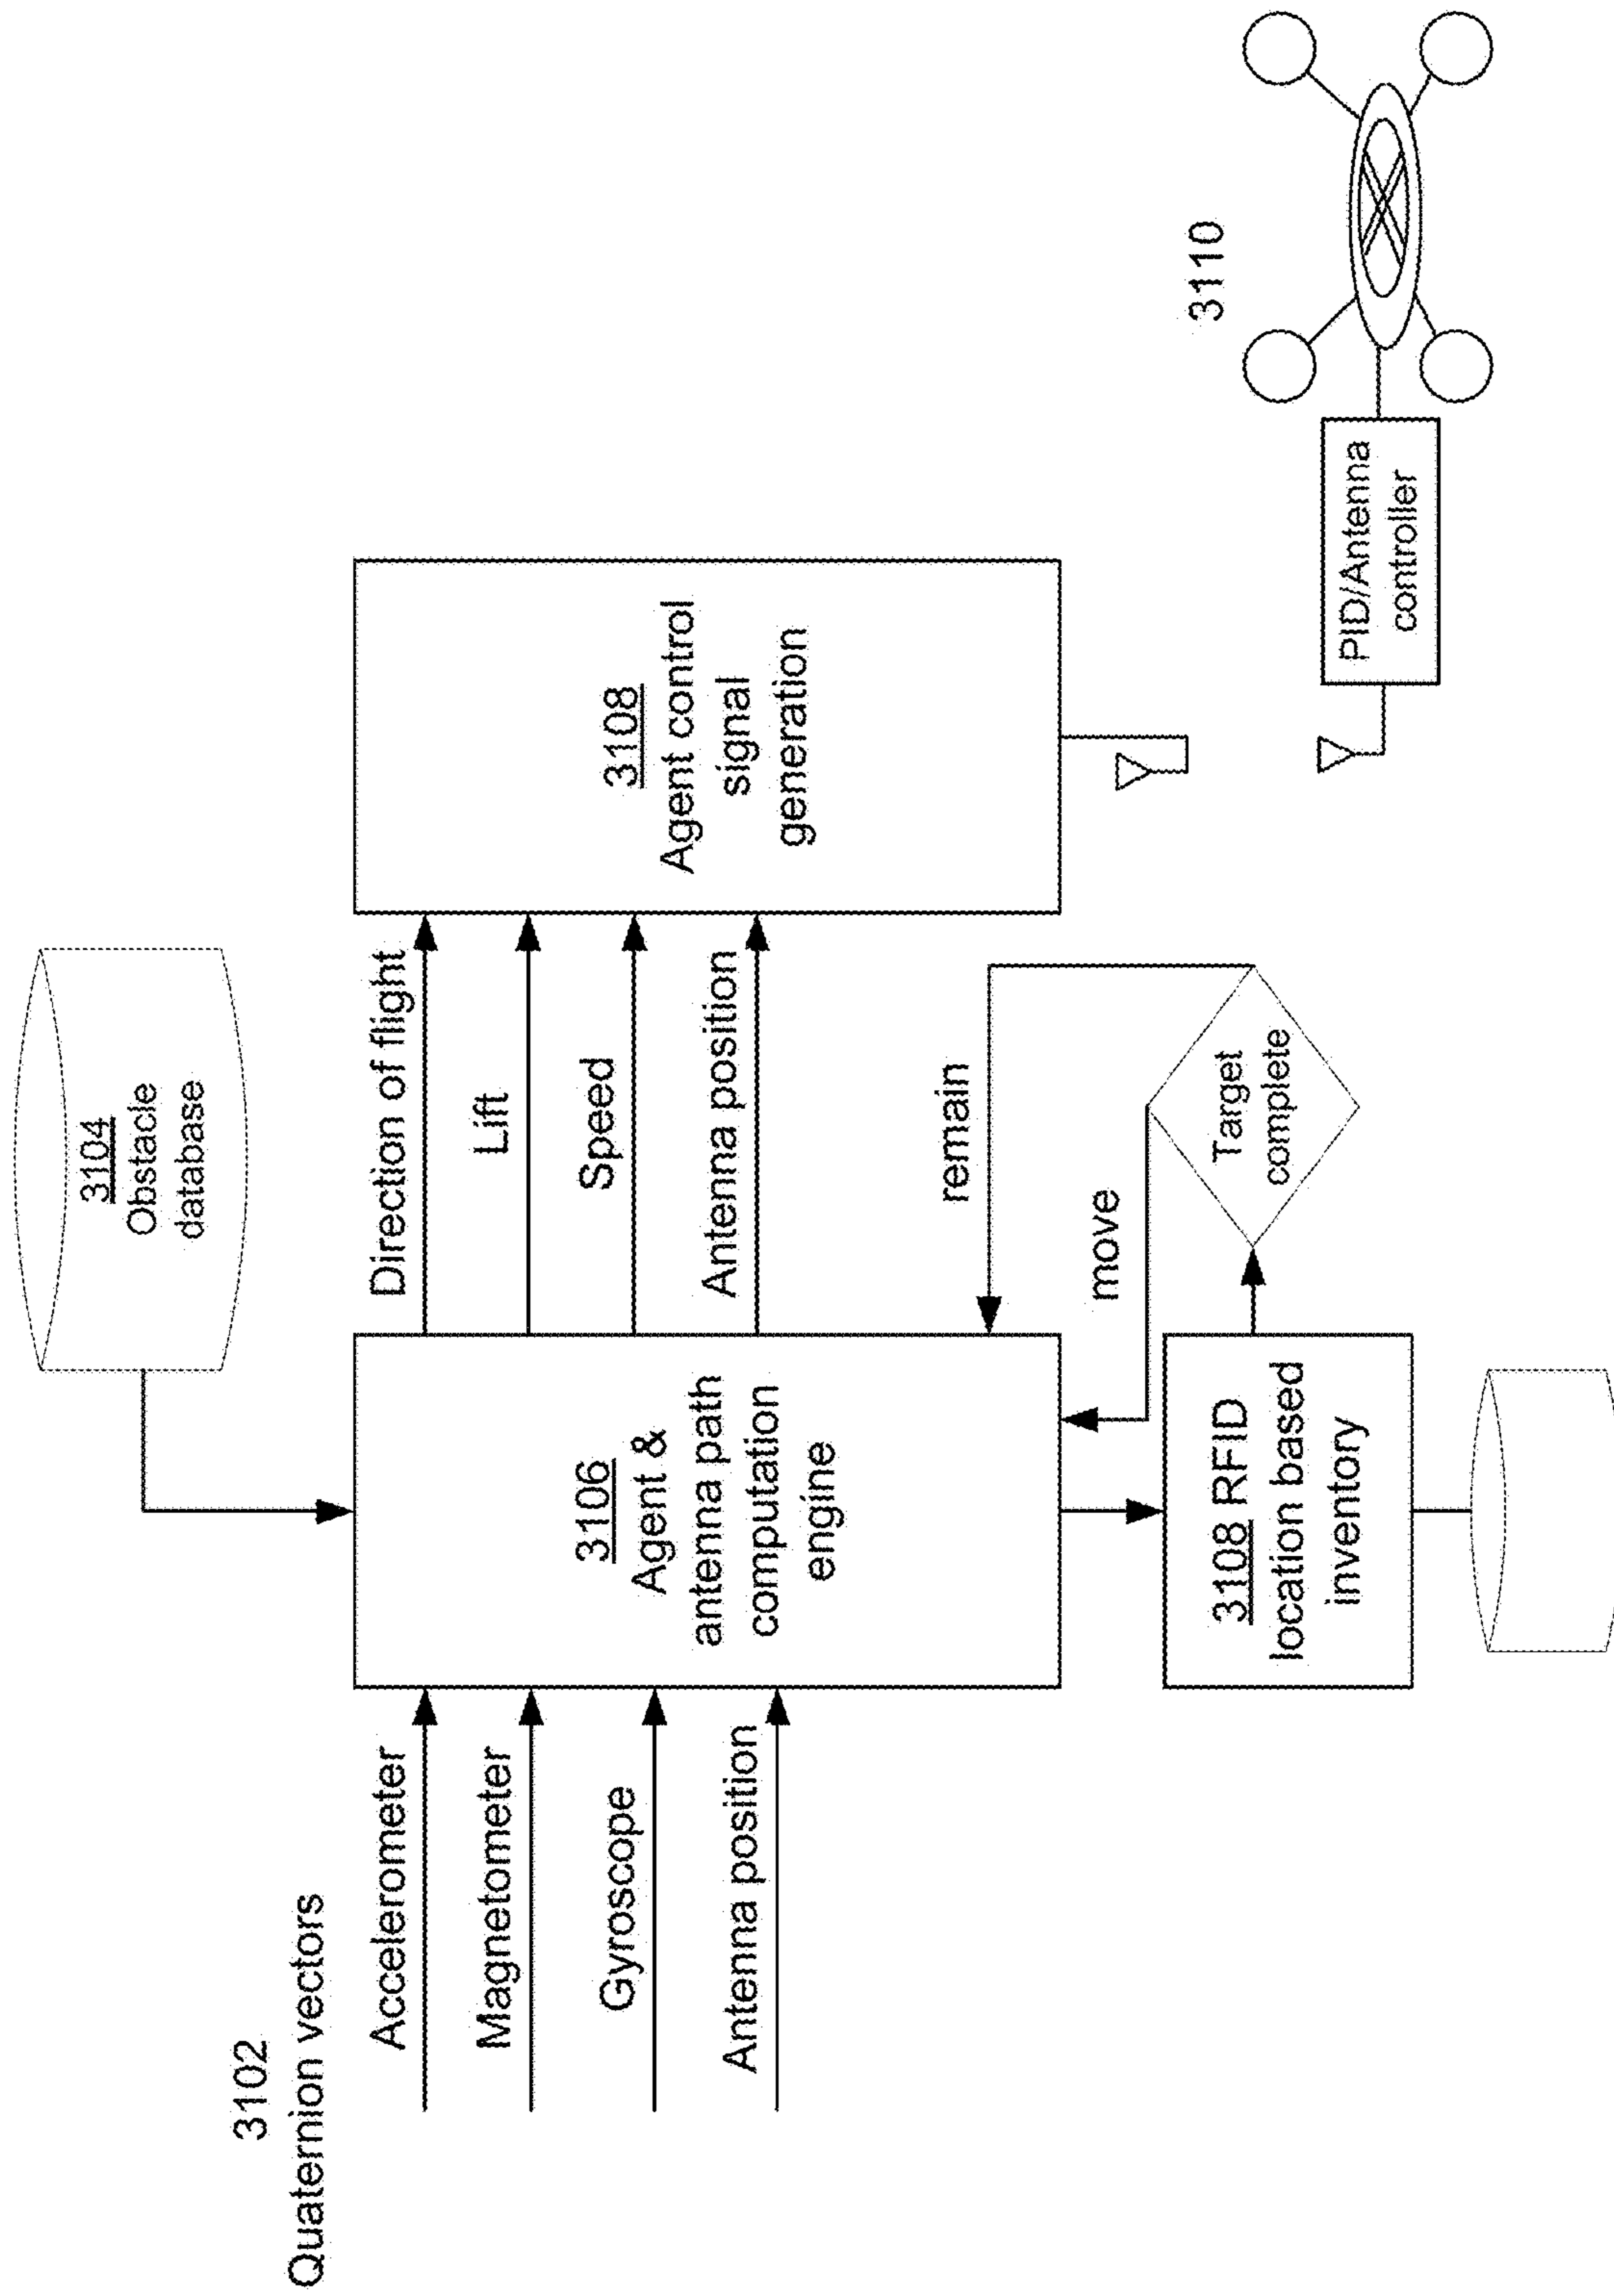 3102
Quaternion vectors
Accelerometer
Magnetometer
Gyroscope
Antenna position
3104
Obstacle
database
3106
Agent &
antenna path
computation
engine
Direction of flight
Lift
Speed
Antenna position
remain
move
3108
Agent control
signal
generation
3108 RFID
location based
inventory
Target
complete
PID/Antenna
controller
3110